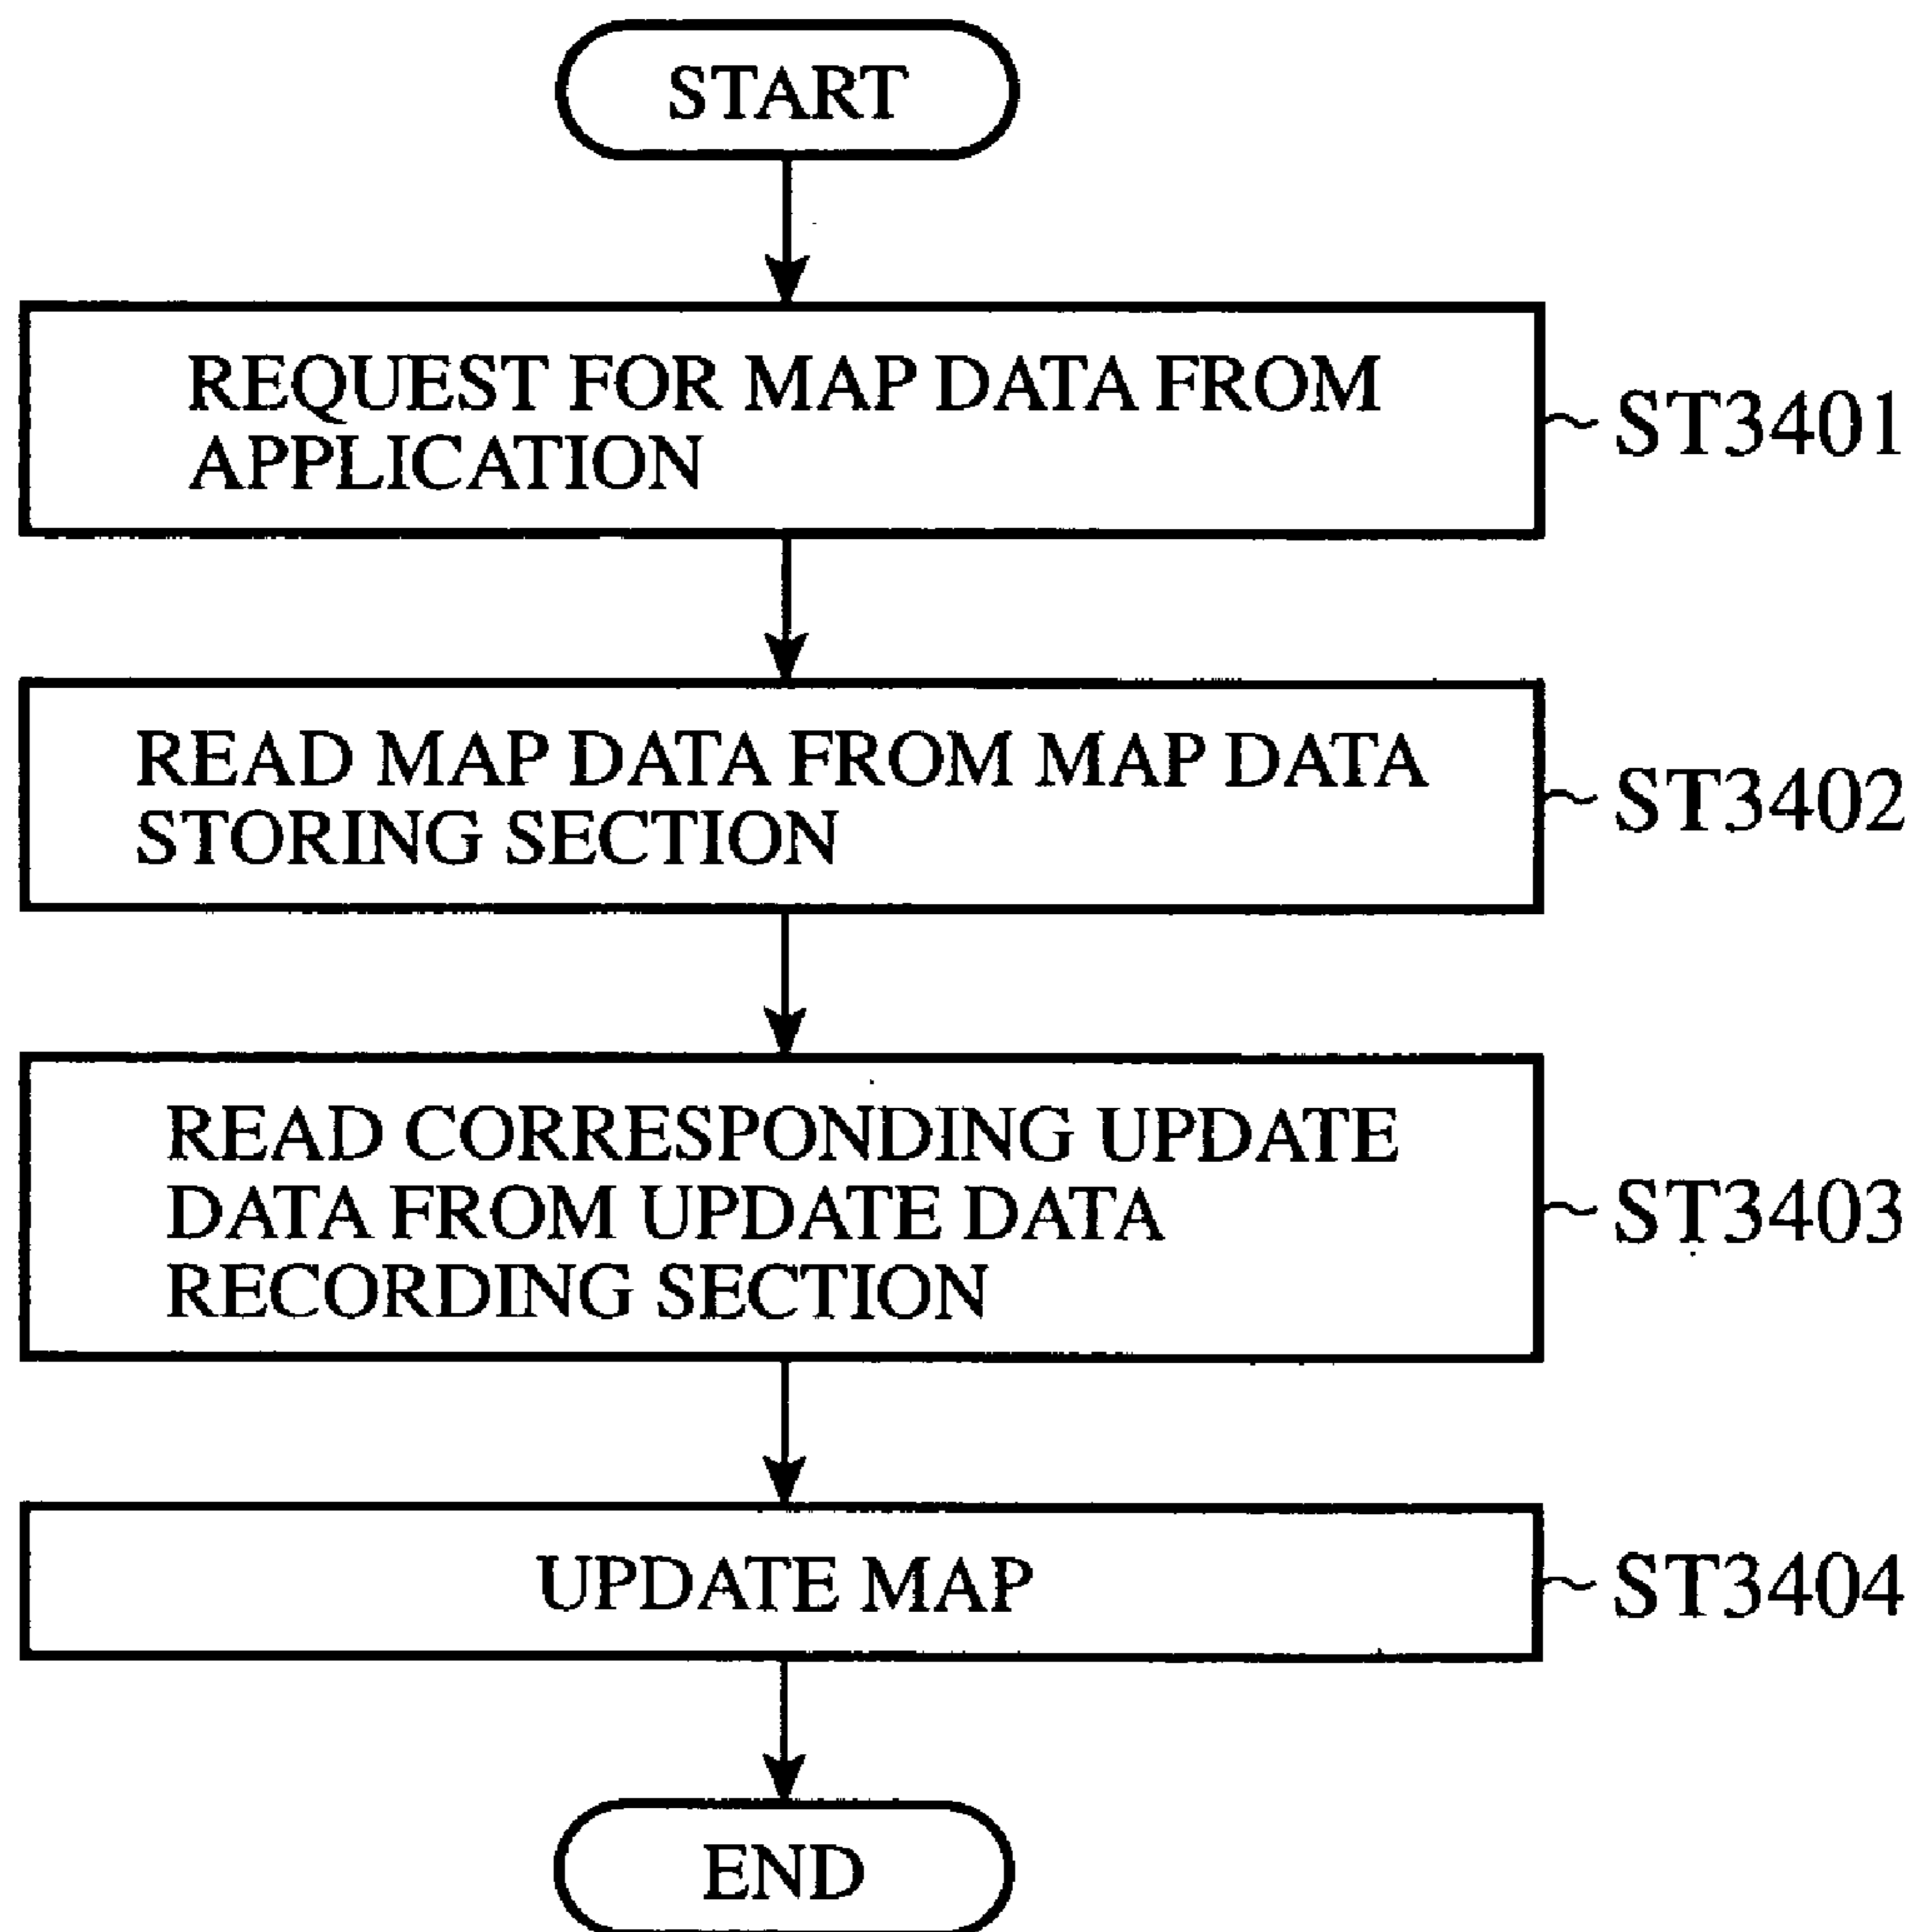 START
REQUEST FOR MAP DATA FROM
APPLICATION
ST3401
READ MAP DATA FROM MAP DATA
STORING SECTION
ST3402
READ CORRESPONDING UPDATE
DATA FROM UPDATE DATA
RECORDING SECTION
ST3403
UPDATE MAP
ST3404
END